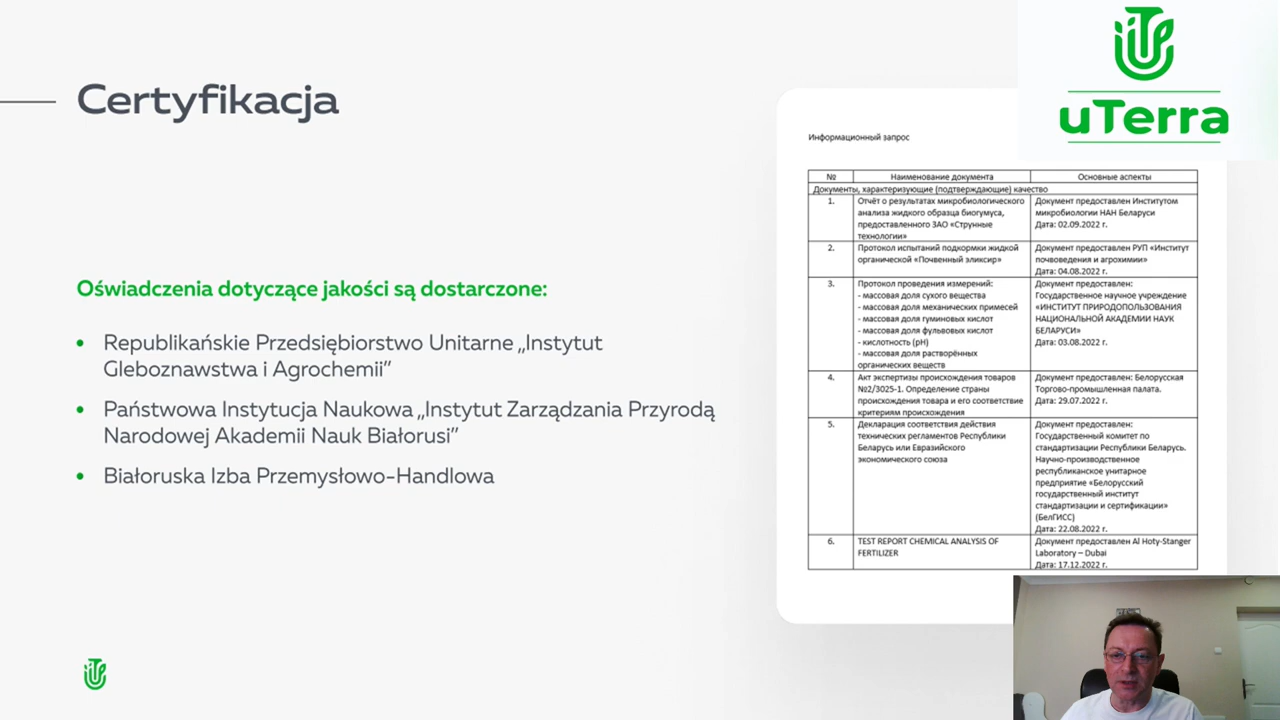 Certyfikacja
uTerra
Oświadczenia dotyczące jakości są dostarczone:
• Republikańskie Przedsiębiorstwo Unitarne „Instytut
Gleboznawstwa i Agrochemii”
• Państwowa Instytucja Naukowa „Instytut Zarządzania Przyrodą
Narodowej Akademii Nauk Białorusi”
• Białoruska Izba Przemysłowo-Handlowa
Информационный запрос
№ Наименование документа Основные аспекты
Документы, характеризующие (подтверждающие) качество
1. Отчёт о результатах микробиологического Документ предоставлен Институтом
анализа жидкого образца биогумуса, микробиологии НАН Беларуси
предоставленного ЗАО «Струнные Дата: 02.09.2022 г.
технологии»
2. Протокол испытаний подкормки жидкой Документ предоставлен РУП «Институт
органической «Почвенный эликсир» почвоведения и агрохимии»
Дата: 04.08.2022 г.
3. Протокол проведения измерений: Документ предоставлен:
- массовая доля сухого вещества Государственное научное учреждение
- массовая доля механических примесей «ИНСТИТУТ ПРИРОДОПОЛЬЗОВАНИЯ
- массовая доля гуминовых кислот НАЦИОНАЛЬНОЙ АКАДЕМИИ НАУК
- массовая доля фульвовых кислот БЕЛАРУСИ»
- кислотность (pH) Дата: 03.08.2022 г.
- массовая доля растворённых
органических веществ
4. Акт экспертизы происхождения товаров Документ предоставлен: Белорусская
№2/3025-1. Определение страны Торгово-промышленная палата.
происхождения товара и его соответствие Дата: 29.07.2022 г.
критериям происхождения
5. Декларация соответствия действия Документ предоставлен:
технических регламентов Республики Государственный комитет по
Беларусь или Евразийского стандартизации Республики Беларусь.
экономического союза Научно-производственное
республиканское унитарное
предприятие «Белорусский
государственный институт
стандартизации и сертификации»
(БелГИСС)
Дата: 22.08.2022 г.
6. TEST REPORT CHEMICAL ANALYSIS OF Документ предоставлен Al Hoty-Stanger
FERTILIZER Laboratory – Dubai
Дата: 17.12.2022 г.